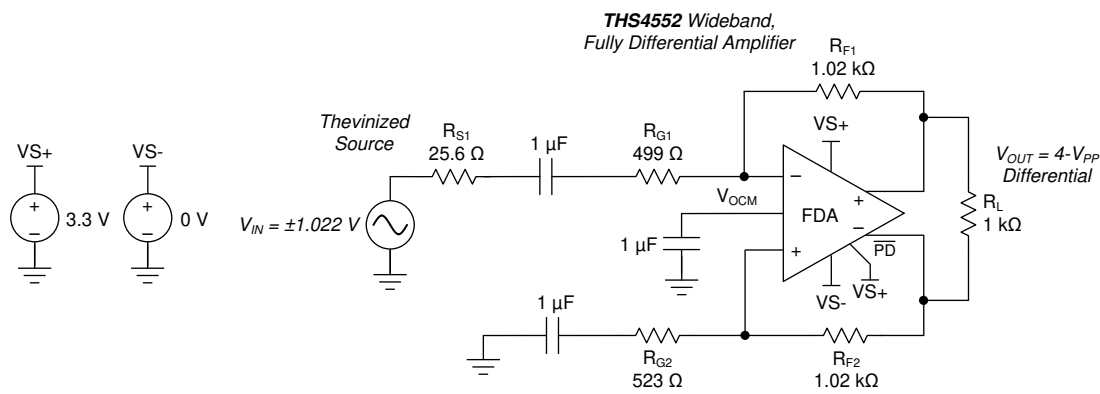 THS4552 Wideband,
Fully Differential Amplifier
RF1
1.02 kΩ
Thevinized
Source
RS1
25.6 Ω
1 µF
RG1
499 Ω
VS+
VS+
3.3 V
VS-
0 V
VIN = ±1.022 V
VOCM
1 µF
−
+
FDA
+
−
PD
VS-
VS+
RL
1 kΩ
VOUT = 4-VPP
Differential
1 µF
RG2
523 Ω
RF2
1.02 kΩ